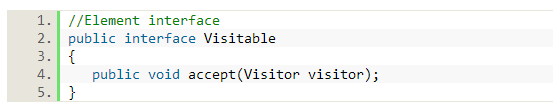 1. //Element interface
2. public interface Visitable
3. {
4.    public void accept(Visitor visitor);
5. }